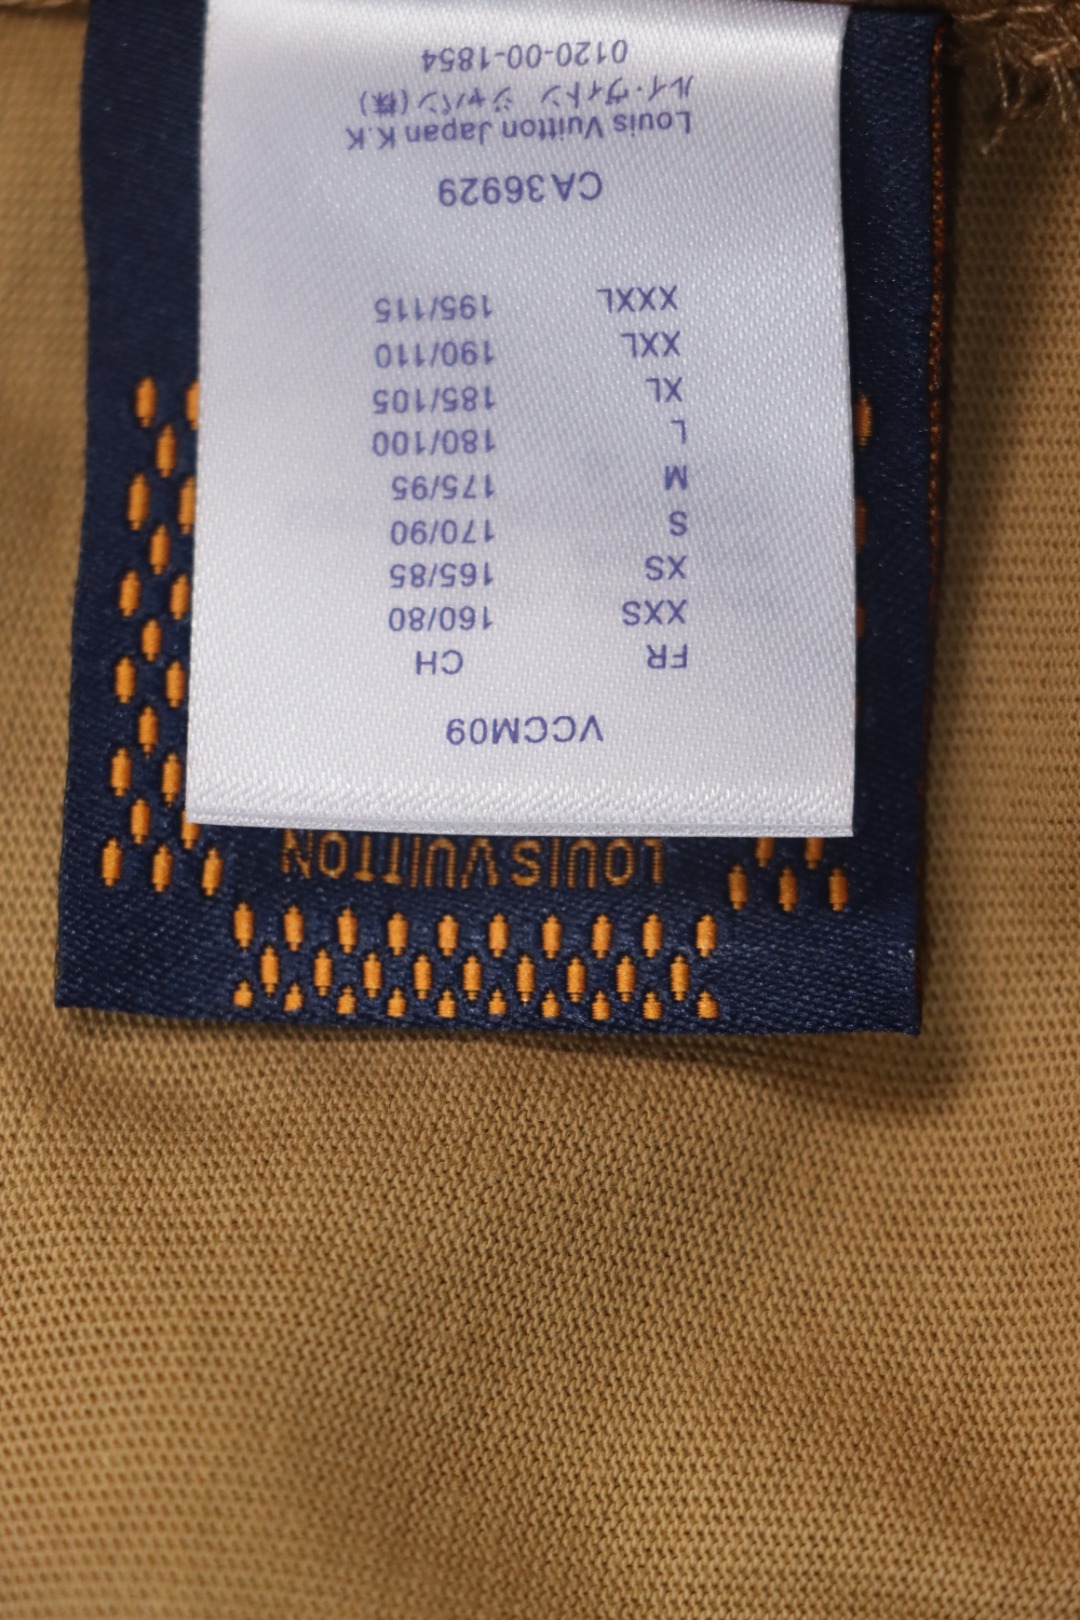 LOUIS VUITTON
VCCM09
FR CH
XXS 160/80
XS 165/85
S 170/90
M 175/95
L 180/100
XL 185/105
XXL 190/110
XXXL 195/115
CA36929
Louis Vuitton Japan K.K
ルイ・ヴィトン ジャパン(株)
0120-00-1854